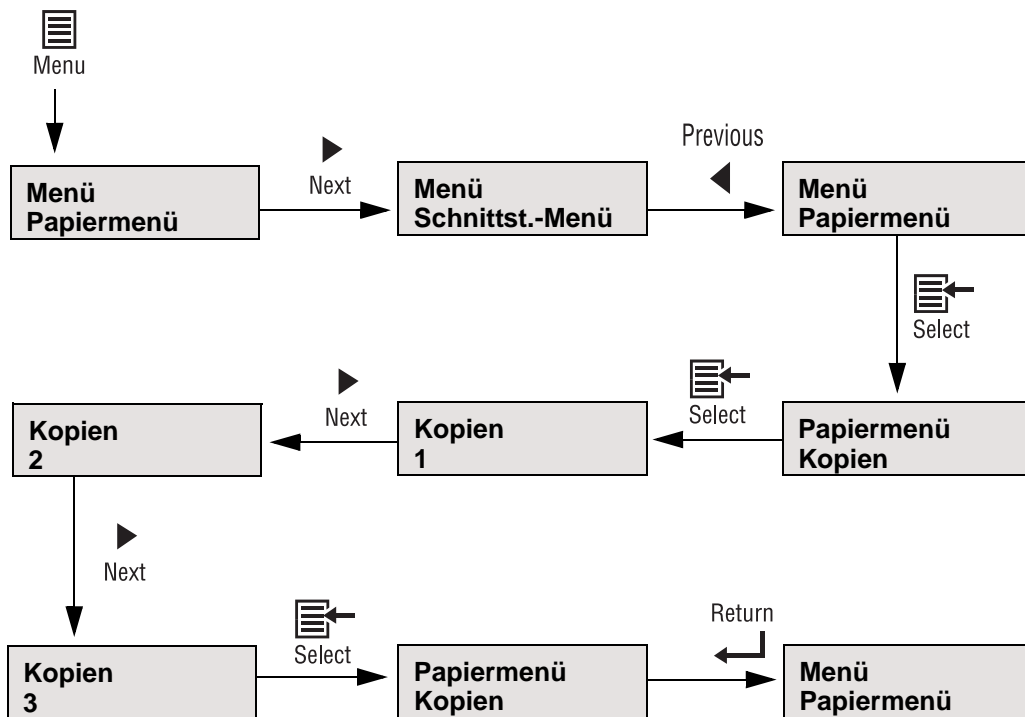 Menu
Menü
Papiermenü
Next
Menü
Schnittst.-Menü
Previous
Menü
Papiermenü
Select
Papiermenü
Kopien
Select
Kopien
1
Next
Kopien
2
Next
Kopien
3
Select
Papiermenü
Kopien
Return
Menü
Papiermenü